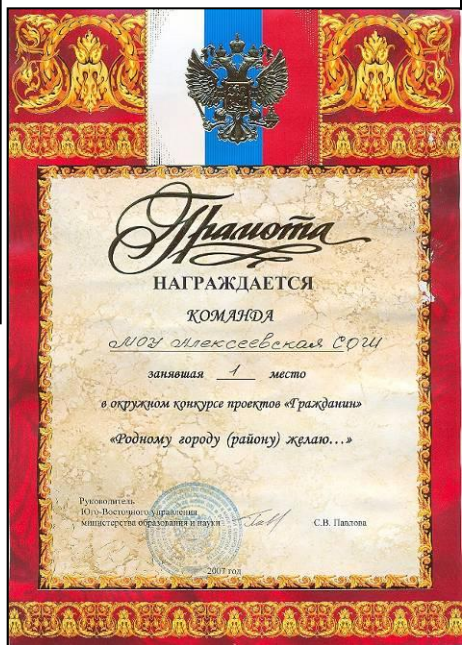 Грамота
НАГРАЖДАЕТСЯ
КОМАНДА
МОУ Алексеевская СОШ
занявшая 1 место
в окружном конкурсе проектов «Гражданин»
«Родному городу (району) желаю...»
Руководитель
Юго-Восточного управления
министерства образования и науки С.В. Павлова
2007 год